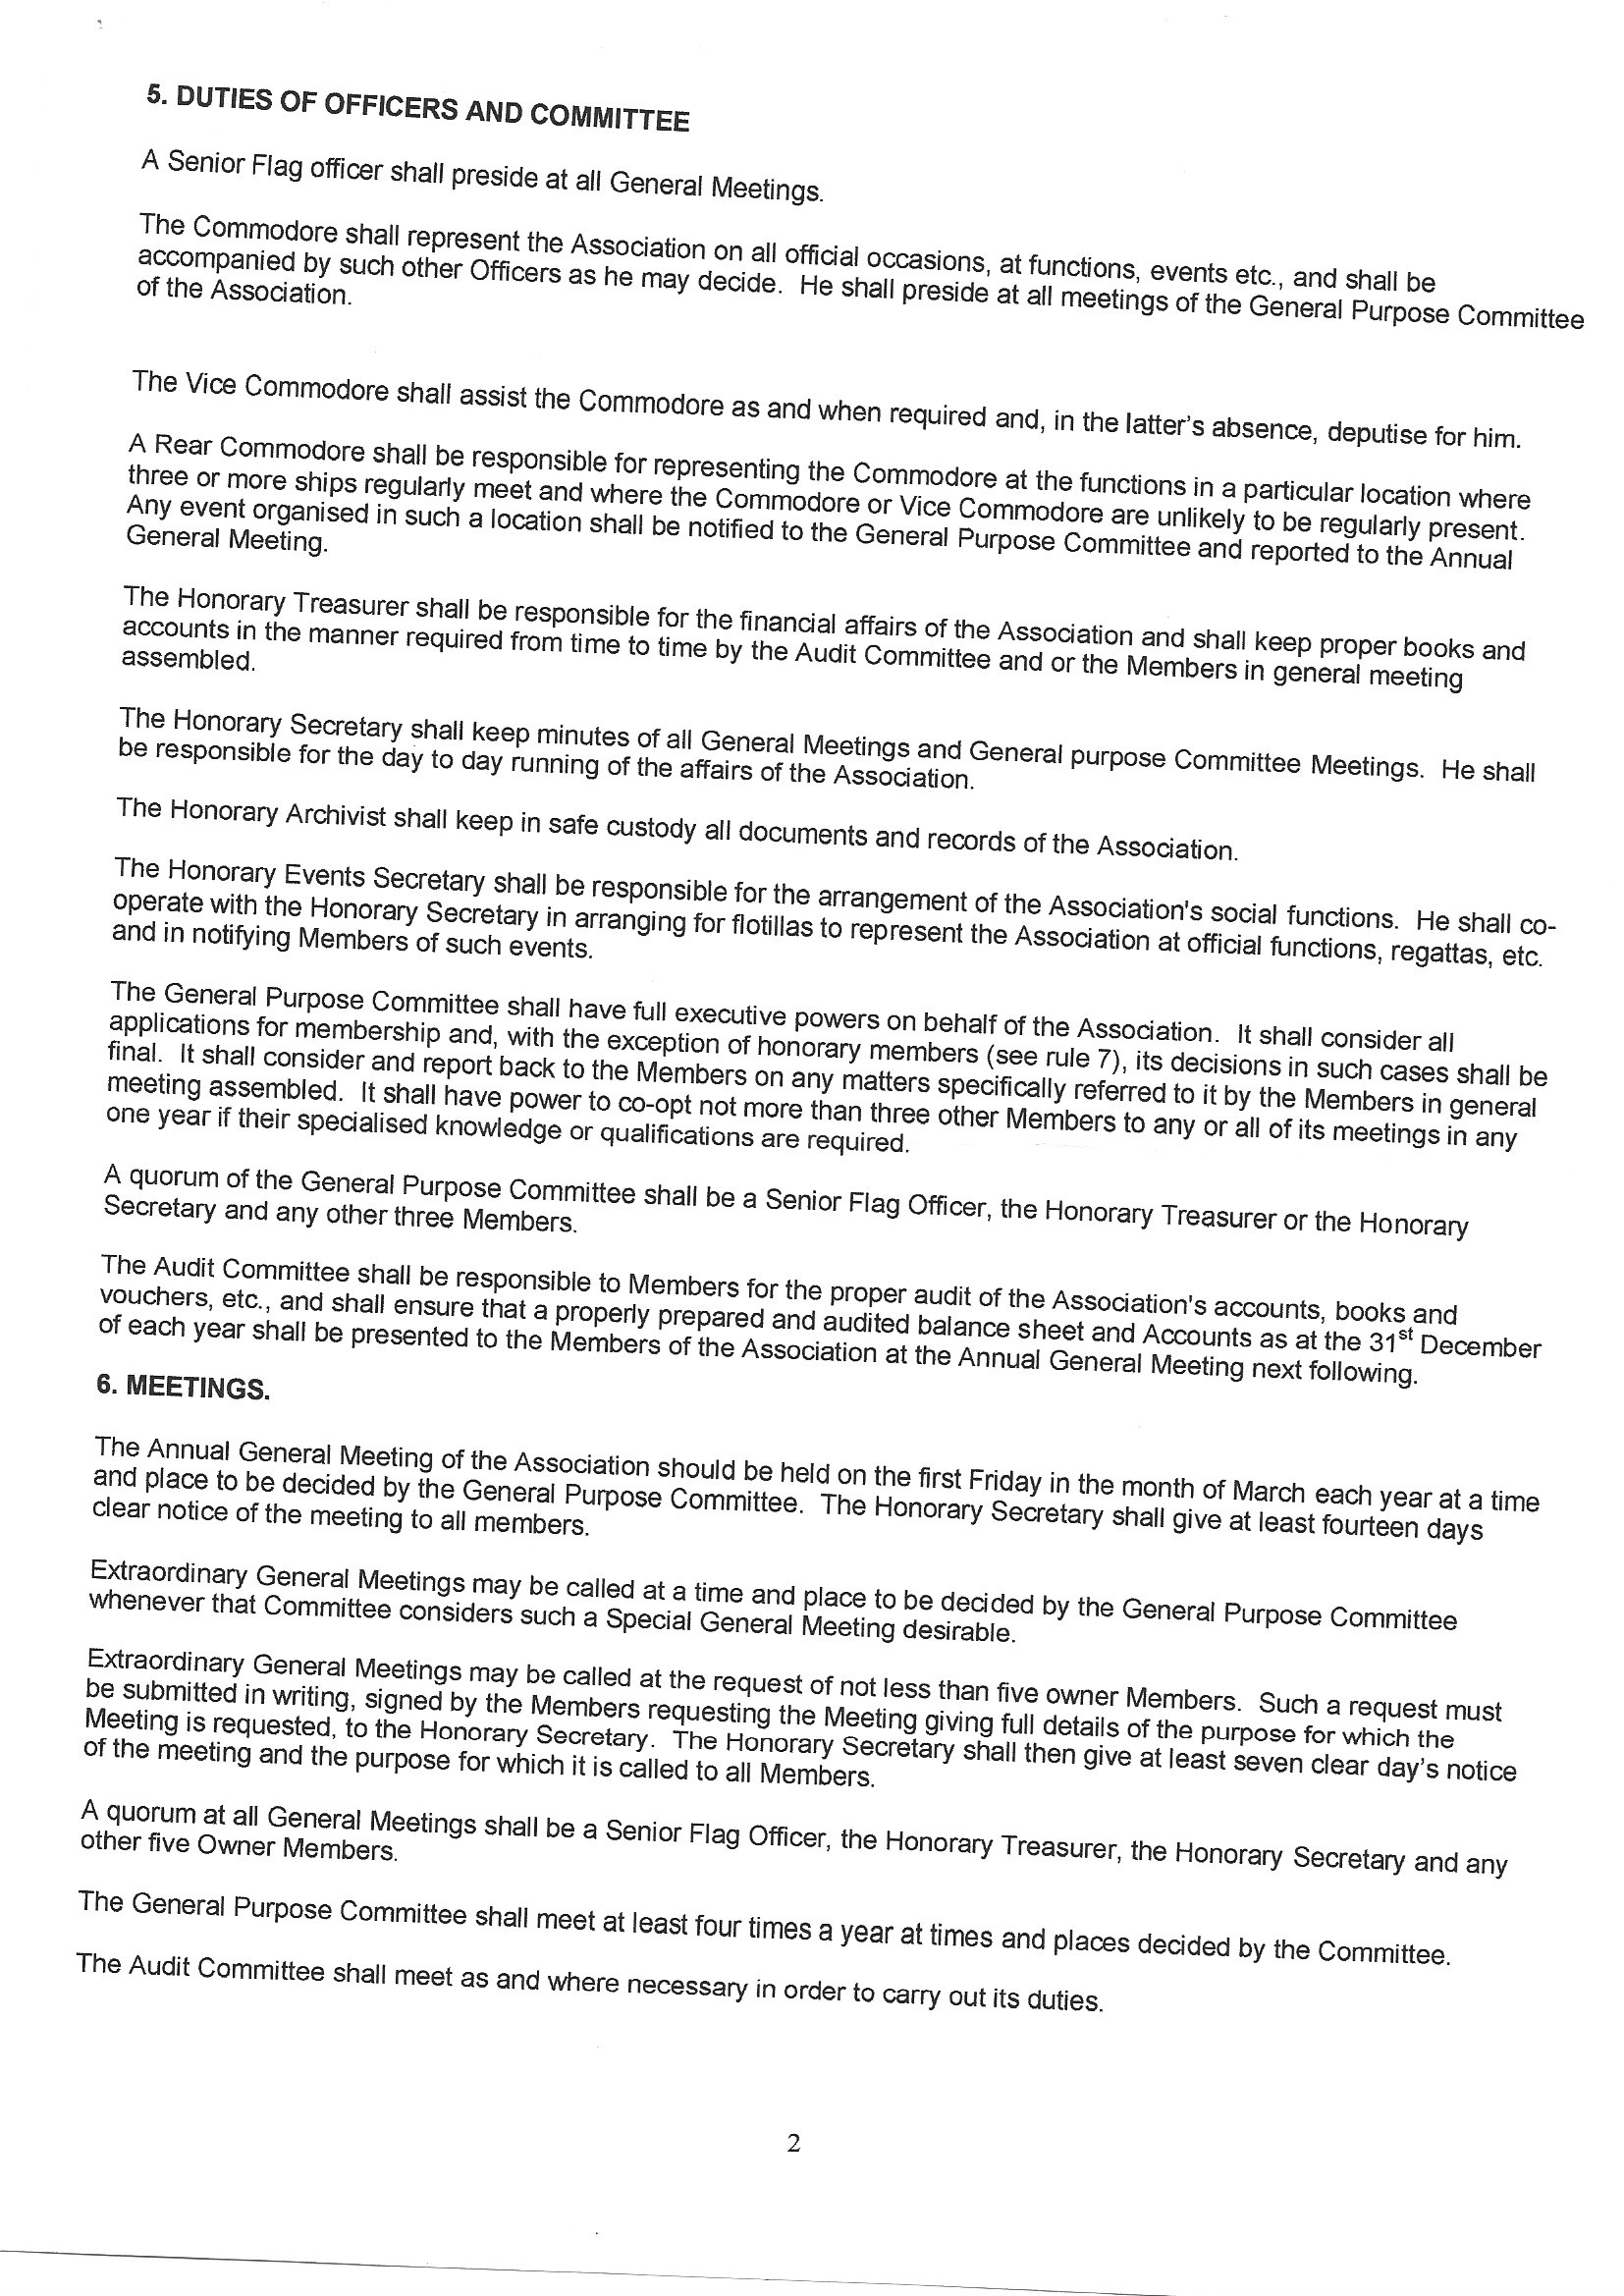 5. DUTIES OF OFFICERS AND COMMITTEE
A Senior Flag officer shall preside at all General Meetings.
The Commodore shall represent the Association on all official occasions, at functions, events etc., and shall be
accompanied by such other Officers as he may decide. He shall preside at all meetings of the General Purpose Committee
of the Association.
The Vice Commodore shall assist the Commodore as and when required and, in the latter's absence, deputise for him.
A Rear Commodore shall be responsible for representing the Commodore at the functions in a particular location where
three or more ships regularly meet and where the Commodore or Vice Commodore are unlikely to be regularly present.
Any event organised in such a location shall be notified to the General Purpose Committee and reported to the Annual
General Meeting.
The Honorary Treasurer shall be responsible for the financial affairs of the Association and shall keep proper books and
accounts in the manner required from time to time by the Audit Committee and or the Members in general meeting
assembled.
The Honorary Secretary shall keep minutes of all General Meetings and General purpose Committee Meetings. He shall
be responsible for the day to day running of the affairs of the Association.
The Honorary Archivist shall keep in safe custody all documents and records of the Association.
The Honorary Events Secretary shall be responsible for the arrangement of the Association's social functions. He shall co-
operate with the Honorary Secretary in arranging for flotillas to represent the Association at official functions, regattas, etc.
and in notifying Members of such events.
The General Purpose Committee shall have full executive powers on behalf of the Association. It shall consider all
applications for membership and, with the exception of honorary members (see rule 7), its decisions in such cases shall be
final. It shall consider and report back to the Members on any matters specifically referred to it by the Members in general
meeting assembled. It shall have power to co-opt not more than three other Members to any or all of its meetings in any
one year if their specialised knowledge or qualifications are required.
A quorum of the General Purpose Committee shall be a Senior Flag Officer, the Honorary Treasurer or the Honorary
Secretary and any other three Members.
The Audit Committee shall be responsible to Members for the proper audit of the Association's accounts, books and
vouchers, etc., and shall ensure that a properly prepared and audited balance sheet and Accounts as at the 31st December
of each year shall be presented to the Members of the Association at the Annual General Meeting next following.
6. MEETINGS.
The Annual General Meeting of the Association should be held on the first Friday in the month of March each year at a time
and place to be decided by the General Purpose Committee. The Honorary Secretary shall give at least fourteen days
clear notice of the meeting to all members.
Extraordinary General Meetings may be called at a time and place to be decided by the General Purpose Committee
whenever that Committee considers such a Special General Meeting desirable.
Extraordinary General Meetings may be called at the request of not less than five owner Members. Such a request must
be submitted in writing, signed by the Members requesting the Meeting giving full details of the purpose for which the
Meeting is requested, to the Honorary Secretary. The Honorary Secretary shall then give at least seven clear day's notice
of the meeting and the purpose for which it is called to all Members.
A quorum at all General Meetings shall be a Senior Flag Officer, the Honorary Treasurer, the Honorary Secretary and any
other five Owner Members.
The General Purpose Committee shall meet at least four times a year at times and places decided by the Committee.
The Audit Committee shall meet as and where necessary in order to carry out its duties.
2